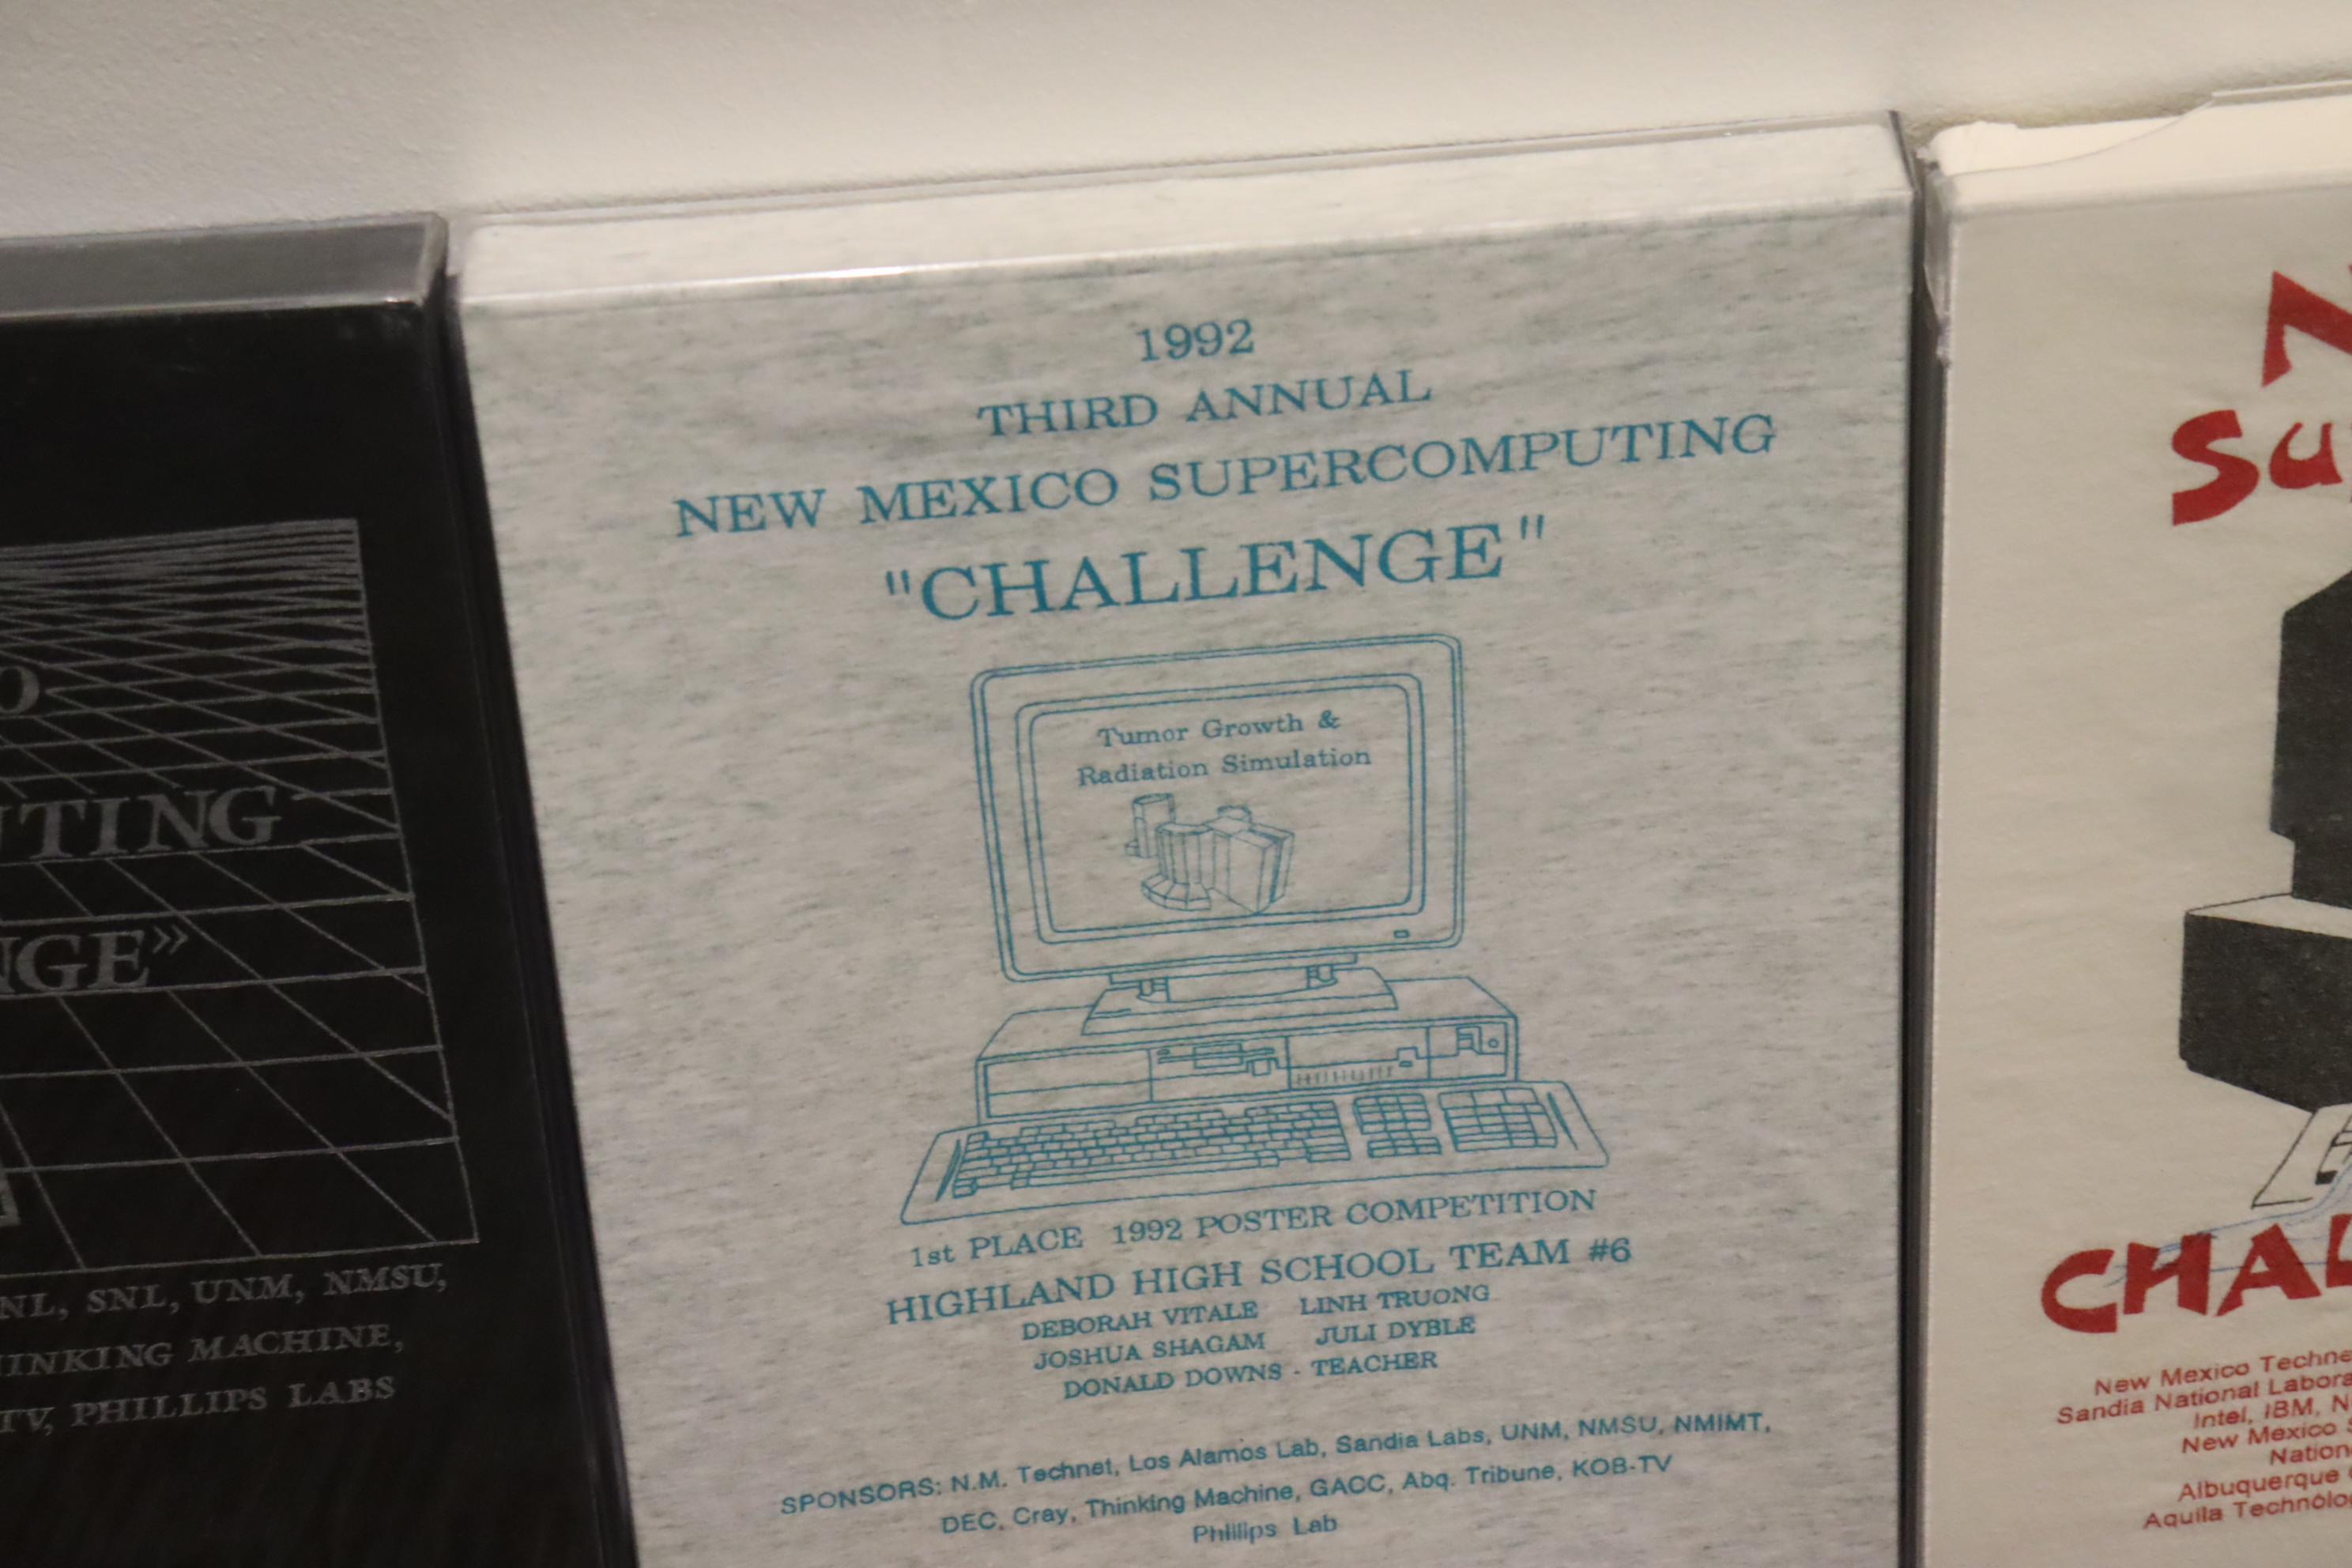 1992
THIRD ANNUAL
NEW MEXICO SUPERCOMPUTING
"CHALLENGE"
Tumor Growth &
Radiation Simulation
1st PLACE 1992 POSTER COMPETITION
HIGHLAND HIGH SCHOOL TEAM #6
DEBORAH VITALE LINH TRUONG
JOSHUA SHAGAM JULI DYBLE
DONALD DOWNS - TEACHER
SPONSORS: N.M. Technet, Los Alamos Lab, Sandia Labs, UNM, NMSU, NMIMT,
DEC, Cray, Thinking Machine, GACC, Abq. Tribune, KOB-TV
Phillips Lab
O
UTING
NGE»
NL, SNL, UNM, NMSU,
HINKING MACHINE,
TV, PHILLIPS LABS
N
Su
CHAL
New Mexico Techne
Sandia National Labora
Intel, IBM, N
New Mexico
Nation
Albuquerque
Aquila Technolo